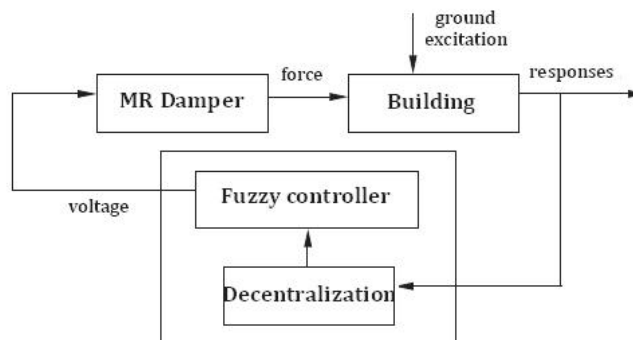 ground
excitation
force
responses
MR Damper
Building
voltage
Fuzzy controller
Decentralization